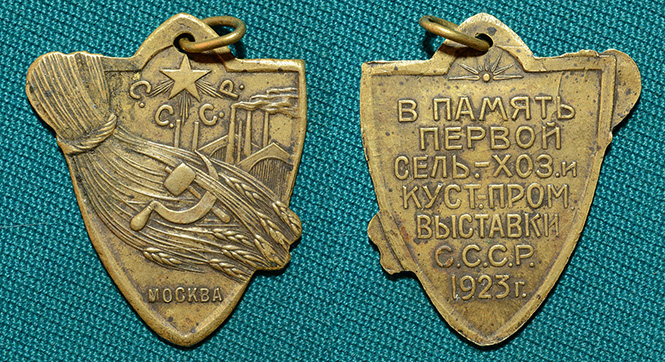 С.С.С.Р.
МОСКВА
В ПАМЯТЬ
ПЕРВОЙ
СЕЛЬ.-ХОЗ. и
КУСТ. ПРОМ.
ВЫСТАВКИ
С.С.С.Р.
1923 г.